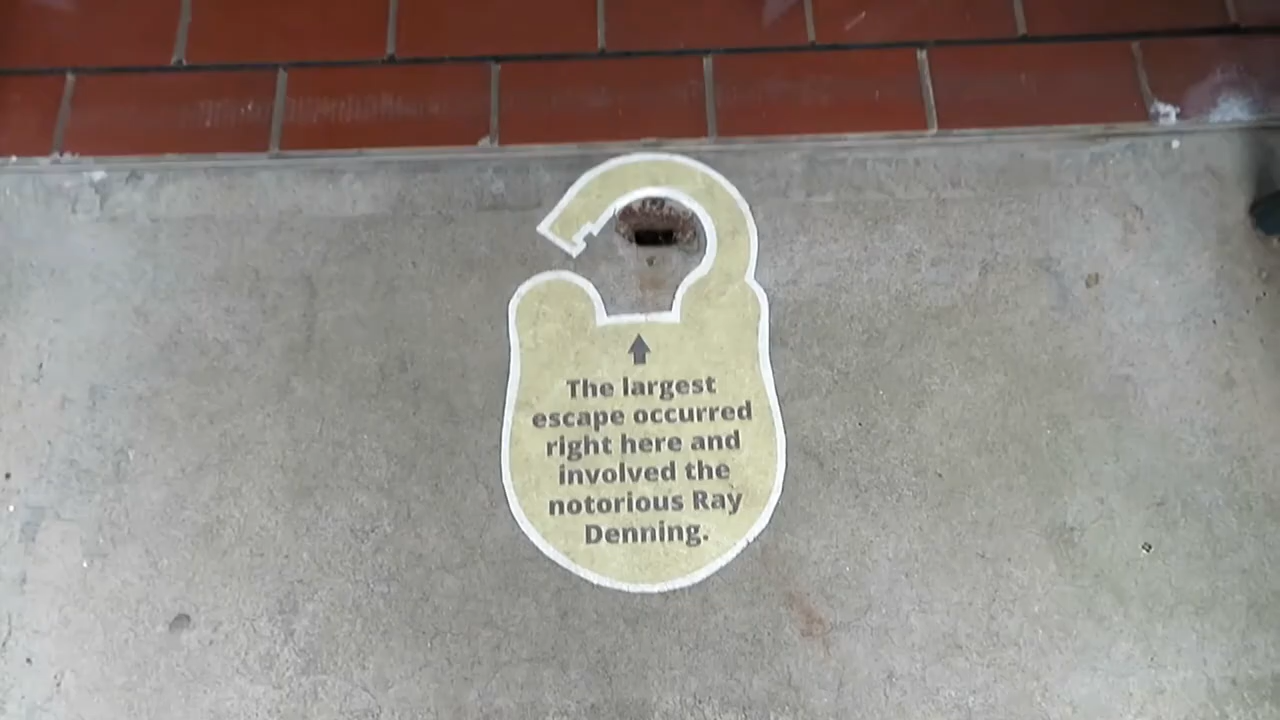 The largest
escape occurred
right here and
involved the
notorious Ray
Denning.